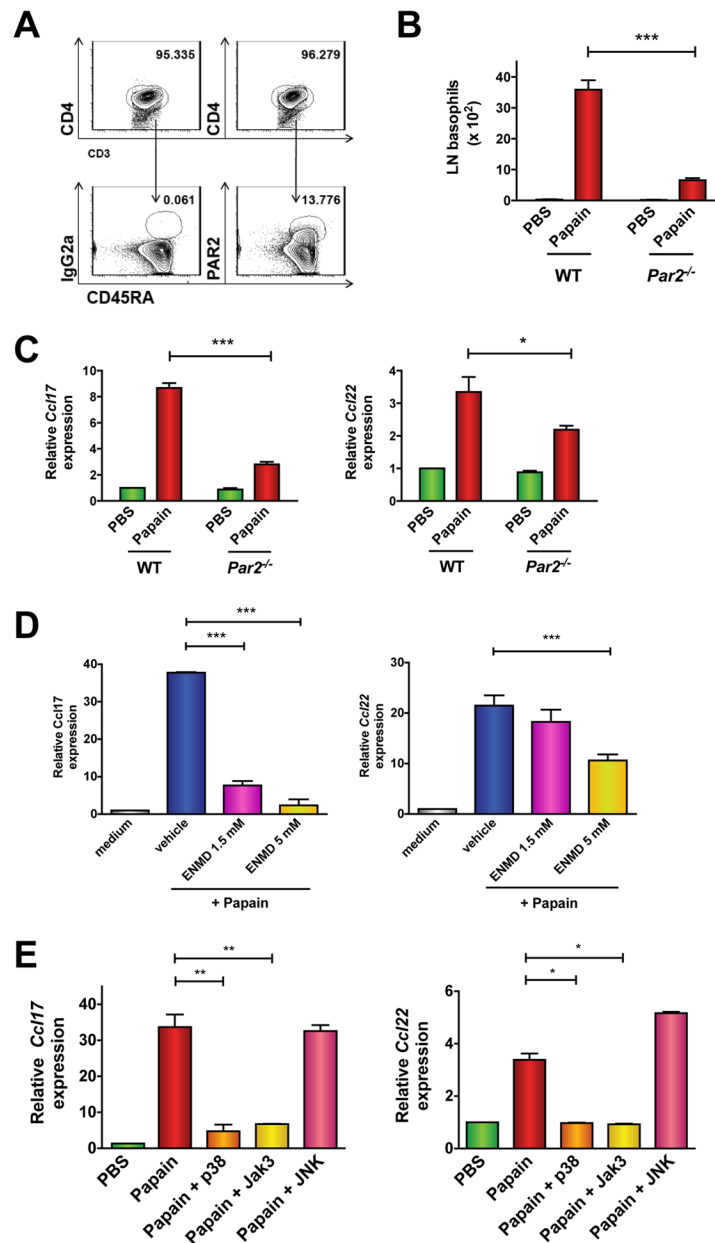 A
95.335
96.279
CD4
CD4
CD3
0.061
13.776
IgG2a
PAR2
CD45RA
B
***
LN basophils
(x 10²)
40
30
20
10
0
PBS
Papain
PBS
Papain
WT
Par2-/-
C
***
Relative Ccl17
expression
10
8
6
4
2
0
PBS
Papain
PBS
Papain
WT
Par2-/-
*
Relative Ccl22
expression
4
3
2
1
0
PBS
Papain
PBS
Papain
WT
Par2-/-
D
***
***
Relative Ccl17
expression
40
30
20
10
0
medium
vehicle
ENMD 1.5 mM
ENMD 5 mM
+ Papain
***
Relative Ccl22
expression
30
20
10
0
medium
vehicle
ENMD 1.5 mM
ENMD 5 mM
+ Papain
E
**
**
Relative Ccl17
expression
40
30
20
10
0
PBS
Papain
Papain + p38
Papain + Jak3
Papain + JNK
*
*
Relative Ccl22
expression
6
4
2
0
PBS
Papain
Papain + p38
Papain + Jak3
Papain + JNK